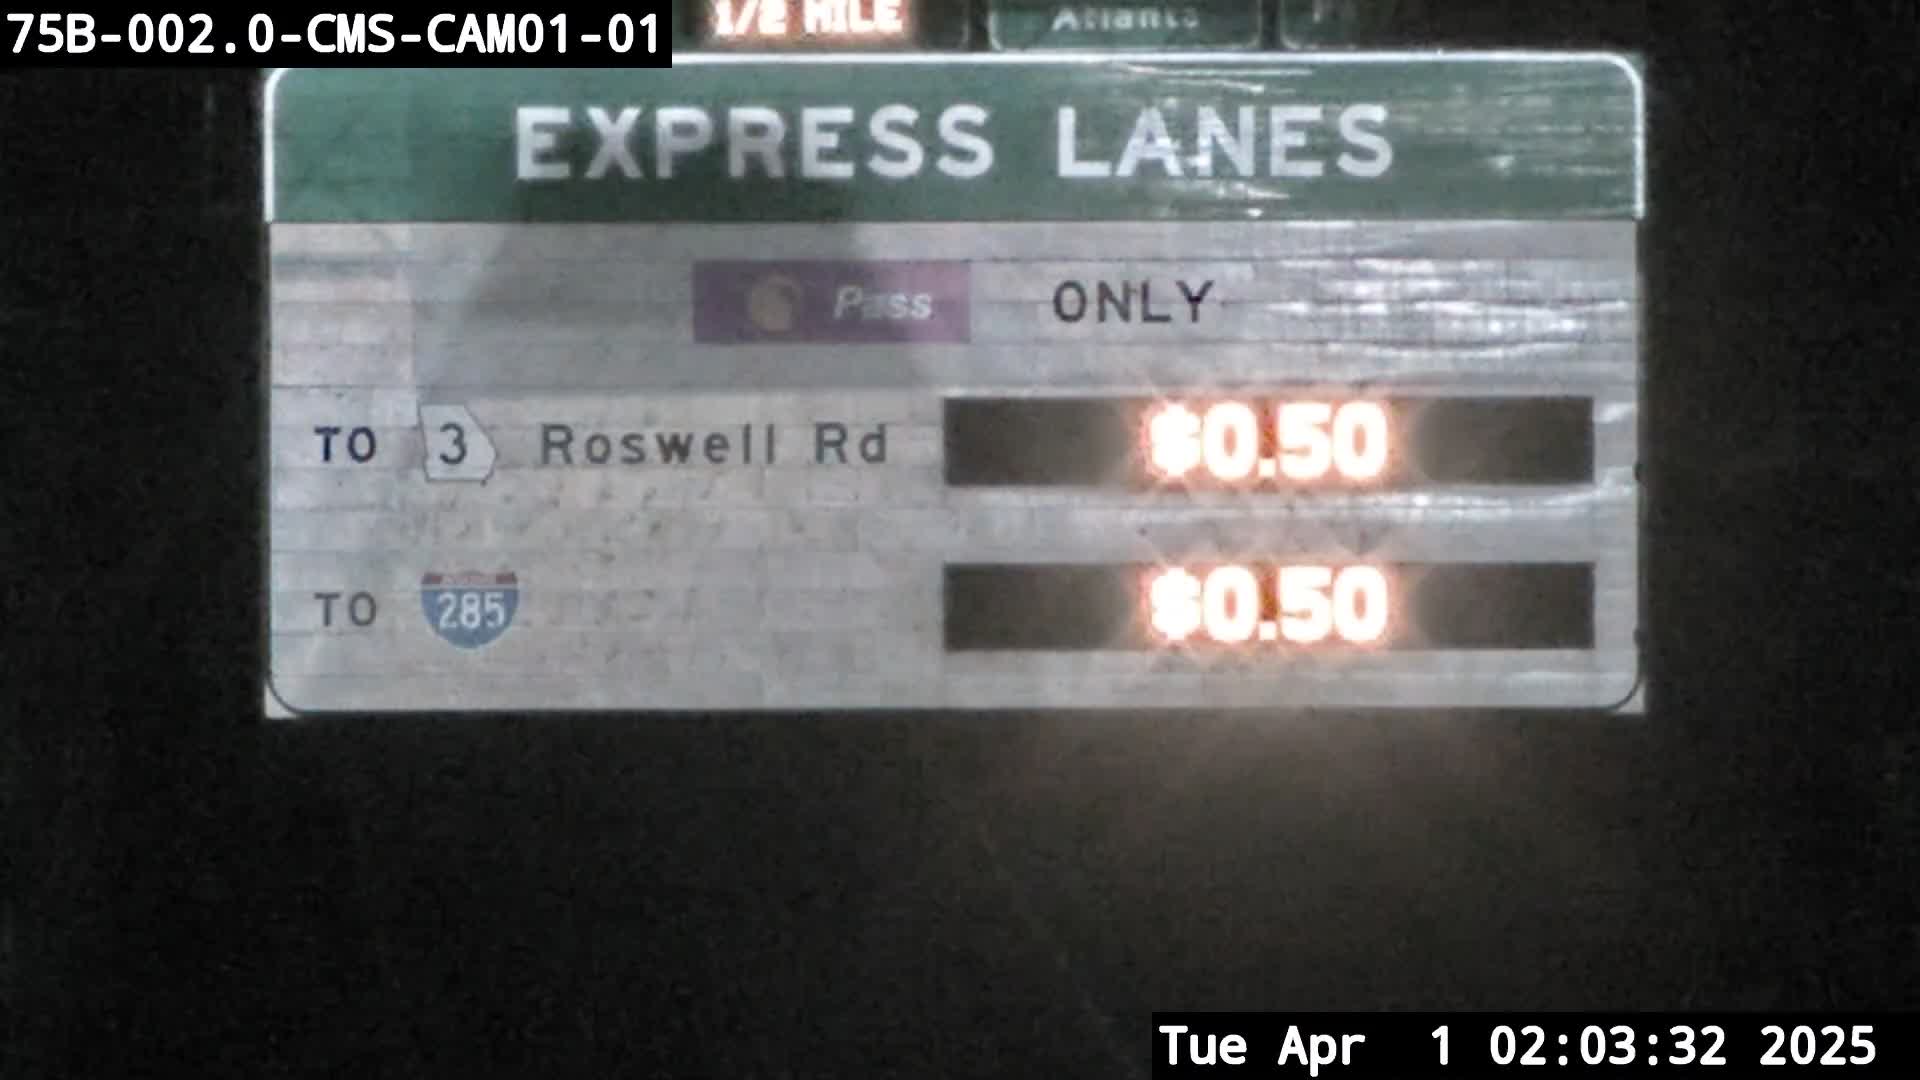 75B-002.0-CMS-CAM01-01
1/2 MILE
Atlanta
EXPRESS LANES
Pass ONLY
TO 3 Roswell Rd $0.50
TO 285 $0.50
Tue Apr 1 02:03:32 2025